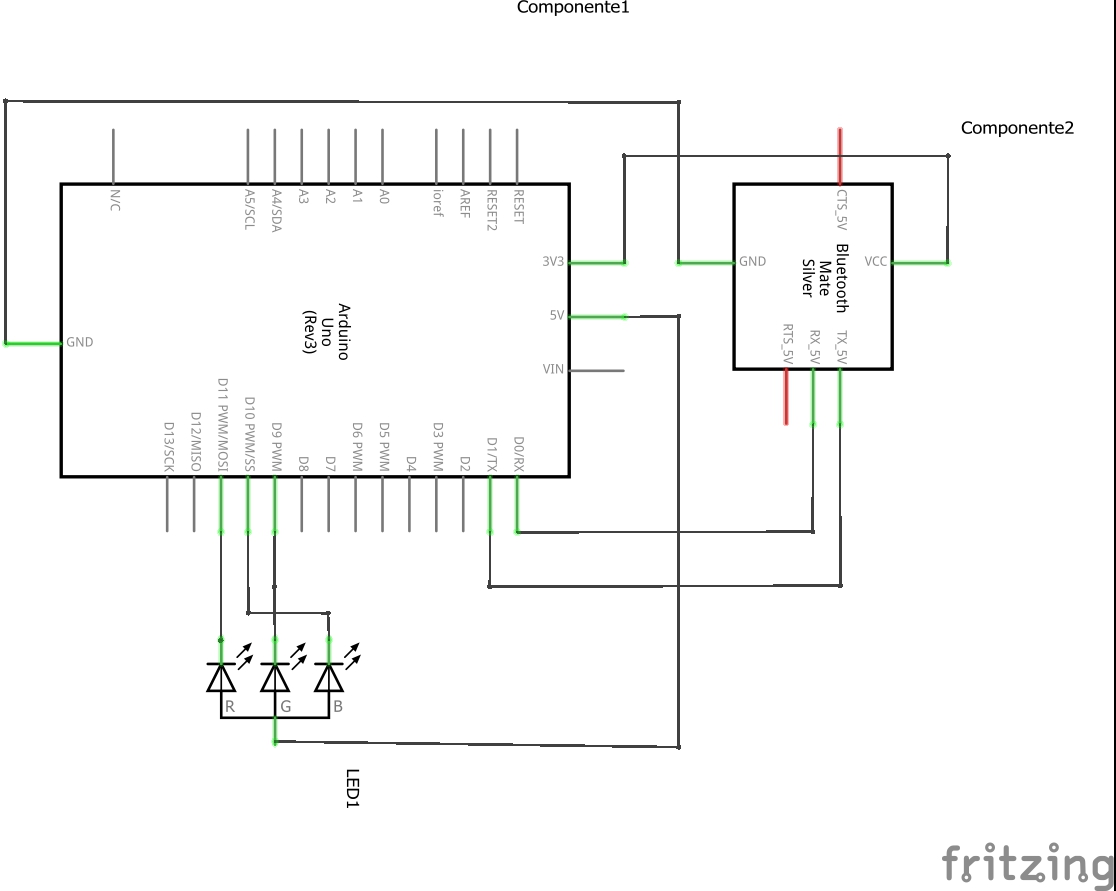 Componente1
Componente2
N/C
A5/SCL
A4/SDA
A3
A2
A1
A0
ioref
AREF
RESET2
RESET
CTS_5V
3V3
GND
VCC
Bluetooth
Mate
Silver
5V
Arduino
Uno
(Rev3)
GND
RTS_5V
RX_5V
TX_5V
VIN
D13/SCK
D12/MISO
D11 PWM/MOSI
D10 PWM/SS
D9 PWM
D8
D7
D6 PWM
D5 PWM
D4
D3 PWM
D2
D1/TX
D0/RX
R
G
B
LED1
fritzing